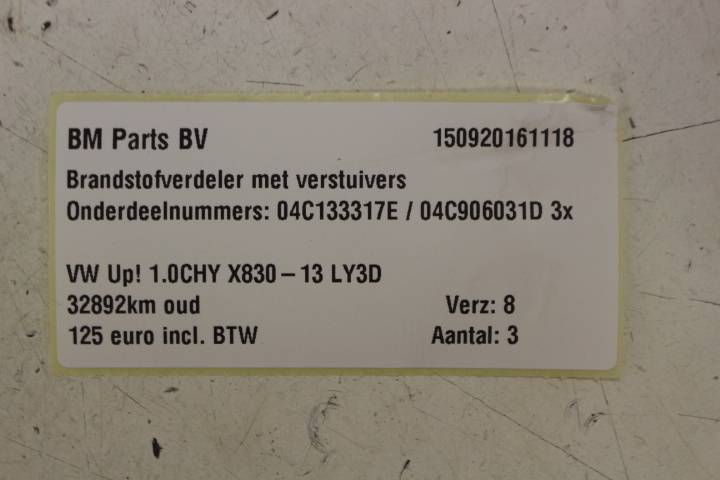 BM Parts BV 150920161118
Brandstofverdeler met verstuivers
Onderdeelnummers: 04C133317E / 04C906031D 3x
VW Up! 1.0CHY X830 – 13 LY3D
32892km oud Verz: 8
125 euro incl. BTW Aantal: 3